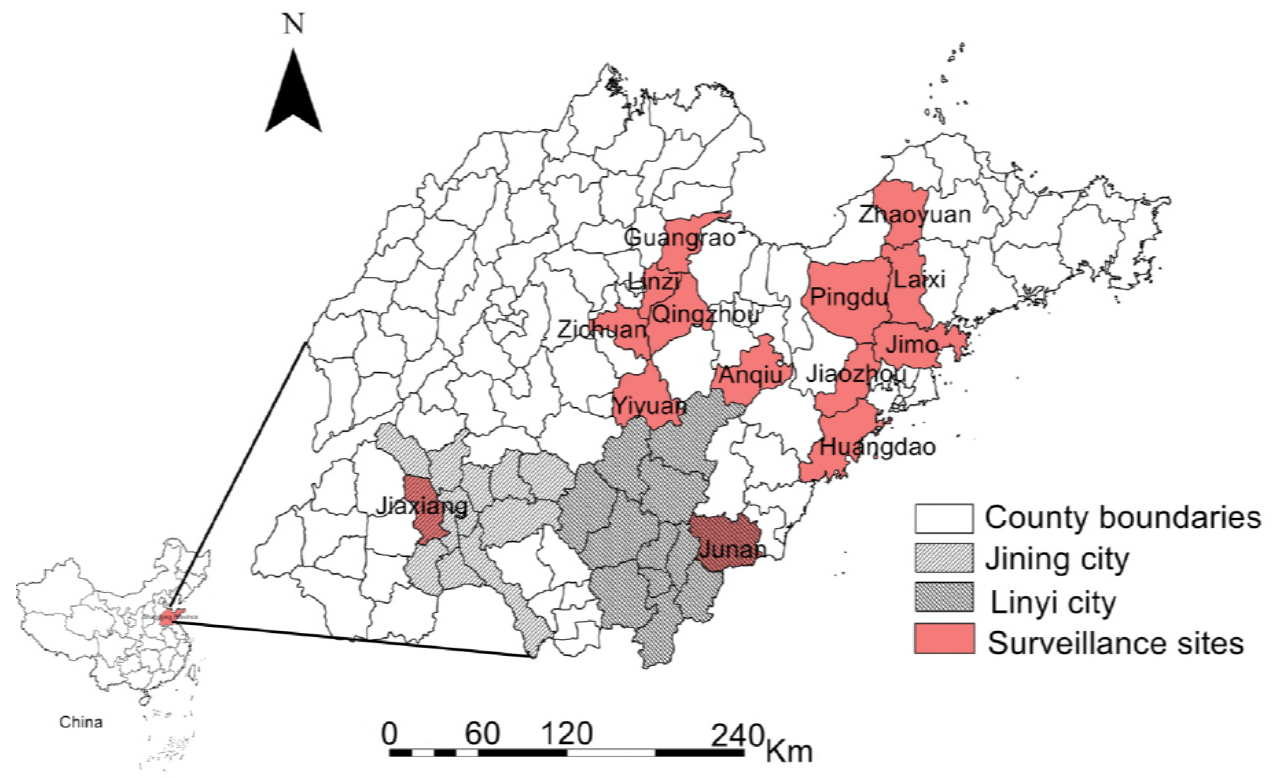 N
Zhaoyuan
Guangrao
Linzi
Laixi
Pingdu
Qingzhou
Zichuan
Jimo
Anqiu
Jiaozhou
Yiyuan
Huangdao
Jiaxiang
Junan
County boundaries
Jining city
Linyi city
Surveillance sites
China
0 60 120 240 Km